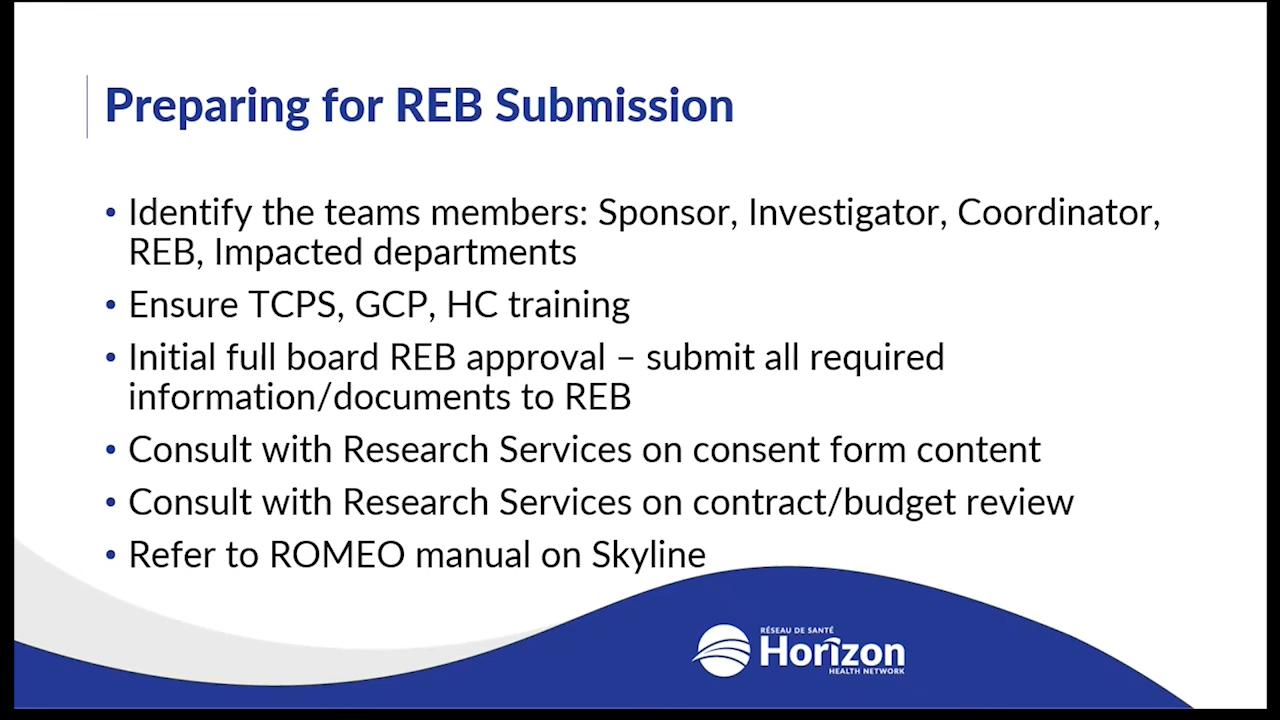 Preparing for REB Submission
• Identify the teams members: Sponsor, Investigator, Coordinator,
REB, Impacted departments
• Ensure TCPS, GCP, HC training
• Initial full board REB approval – submit all required
information/documents to REB
• Consult with Research Services on consent form content
• Consult with Research Services on contract/budget review
• Refer to ROMEO manual on Skyline
RÉSEAU DE SANTÉ
Horizon
HEALTH NETWORK